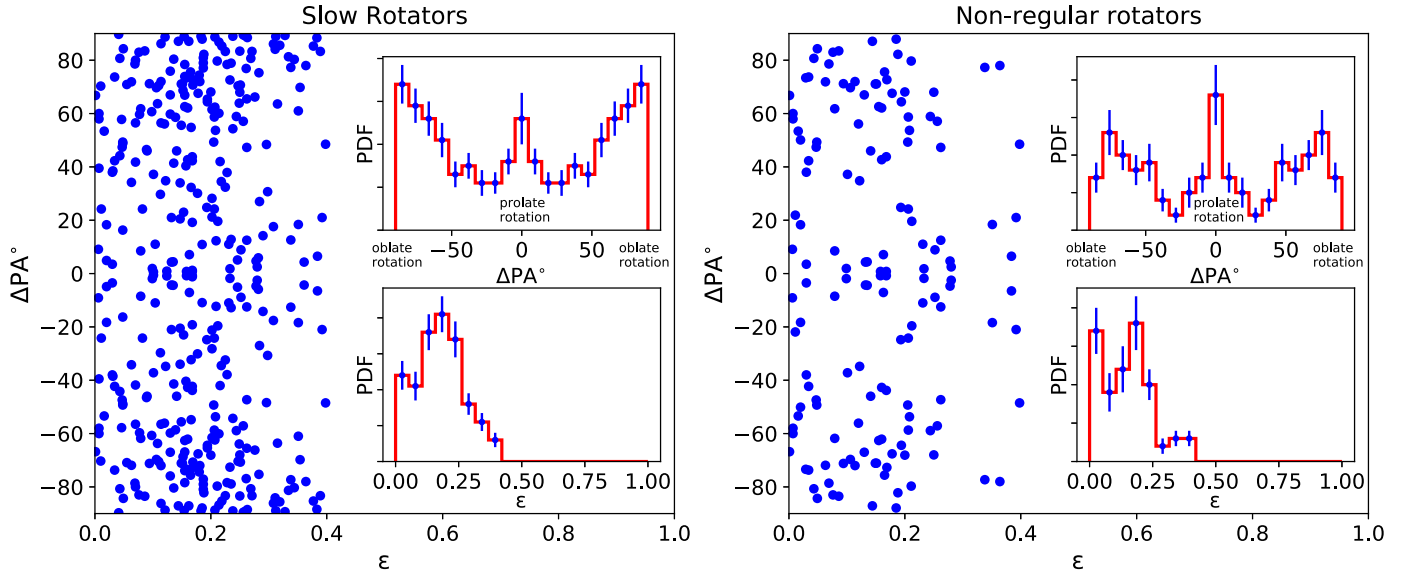 Slow Rotators
80
60
40
20
0
−20
−40
−60
−80
ΔPA°
0.0 0.2 0.4 0.6 0.8 1.0
ε
PDF
prolate
rotation
oblate
rotation
−50 0 50
oblate
rotation
ΔPA°
PDF
0.00 0.25 0.50 0.75 1.00
ε
Non-regular rotators
80
60
40
20
0
−20
−40
−60
−80
ΔPA°
0.0 0.2 0.4 0.6 0.8 1.0
ε
PDF
prolate
rotation
oblate
rotation
−50 0 50
oblate
rotation
ΔPA°
PDF
0.00 0.25 0.50 0.75 1.00
ε